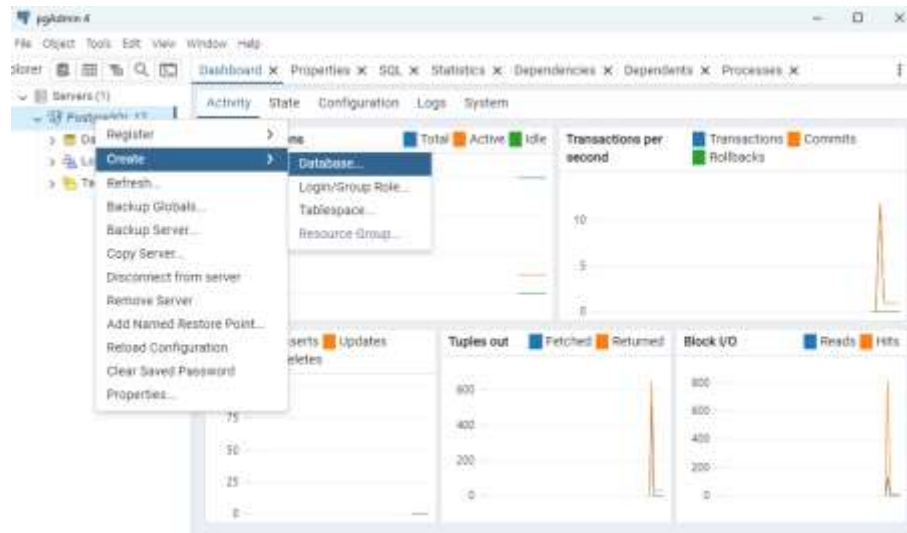 pgAdmin 4
File Object Tools Edit View Window Help
plorer Dashboard Properties SQL Statistics Dependencies Dependents Processes
Servers (1)
Activity State Configuration Logs System
PostgreSQL 17
Register
Total Active Idle
Transactions per second
Transactions Commits Rollbacks
Create
Database...
Refresh...
Login/Group Role...
Backup Globals...
Tablespace...
10
Backup Server...
Resource Group...
Copy Server...
5
Disconnect from server
Remove Server
0
Add Named Restore Point...
Reload Configuration
Updates
Tuples out
Fetched Returned
Block I/O
Reads Hits
Clear Saved Password
Properties...
75
50
25
0
600
400
200
0
800
600
400
200
0